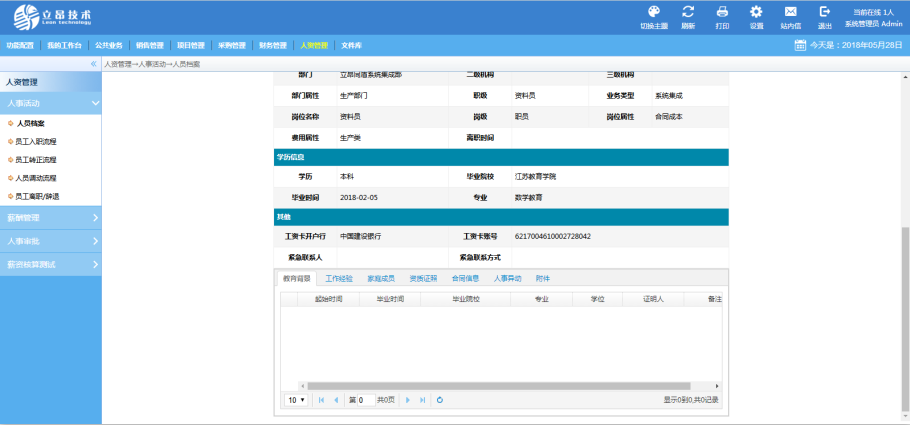 立昂技术
Leon technology
切换主题 刷新 打印 设置 站内信 退出
当前在线 1人
系统管理员 Admin
功能配置 我的工作台 公共业务 销售管理 项目管理 采购管理 财务管理 人资管理 文件库
今天是：2018年05月28日
« 人资管理→人事活动→人员档案
人资管理
人事活动
人员档案
员工入职流程
员工转正流程
人员调动流程
员工离职/辞退
薪酬管理
人事审批
薪资核算测试
部门 立昂同盾系统集成部 二级机构 三级机构
部门属性 生产部门 职级 资料员 业务类型 系统集成
岗位名称 资料员 岗级 职员 岗位属性 合同成本
费用属性 生产类 离职时间
学历信息
学历 本科 毕业院校 江苏教育学院
毕业时间 2018-02-05 专业 数学教育
其他
工资卡开户行 中国建设银行 工资卡账号 6217004610002728042
紧急联系人 紧急联系方式
教育背景 工作经验 家庭成员 资质证照 合同信息 人事异动 附件
起始时间 毕业时间 毕业院校 专业 学位 证明人 备注
10 第 0 共0页 显示0到0,共0记录